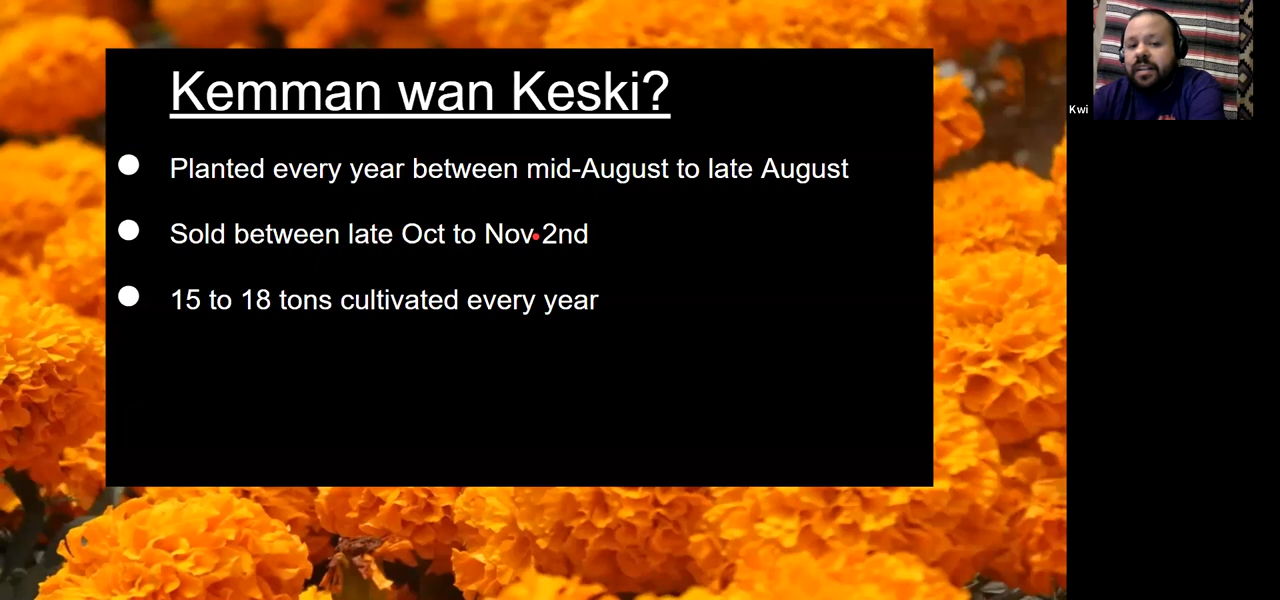 Kemman wan Keski?
Planted every year between mid-August to late August
Sold between late Oct to Nov 2nd
15 to 18 tons cultivated every year
Kwi